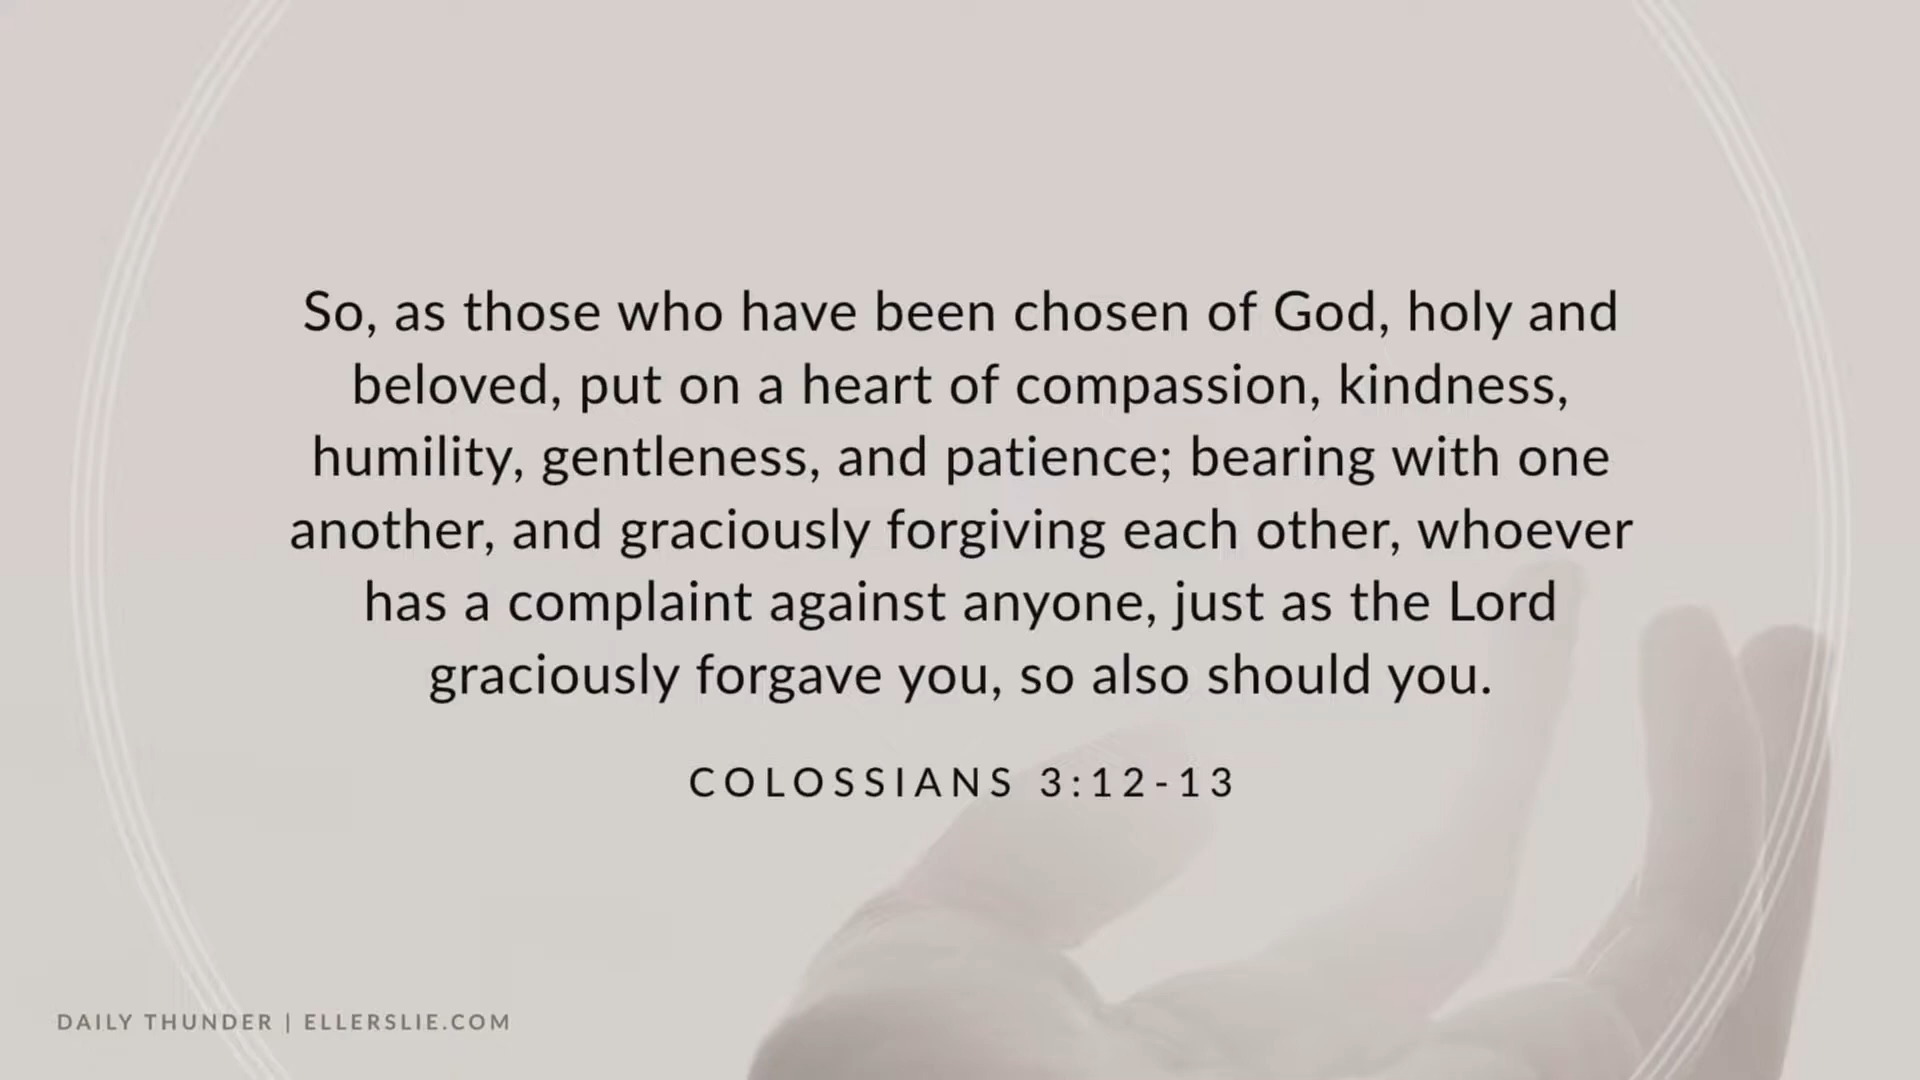 So, as those who have been chosen of God, holy and
beloved, put on a heart of compassion, kindness,
humility, gentleness, and patience; bearing with one
another, and graciously forgiving each other, whoever
has a complaint against anyone, just as the Lord
graciously forgave you, so also should you.
COLOSSIANS 3:12-13
DAILY THUNDER | ELLERSLIE.COM